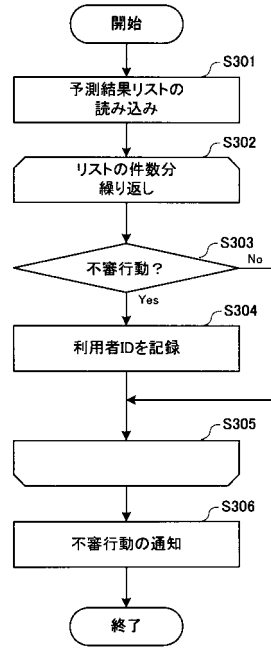 開始
S301
予測結果リストの
読み込み
S302
リストの件数分
繰り返し
S303
不審行動?
No
Yes
S304
利用者IDを記録
S305
S306
不審行動の通知
終了